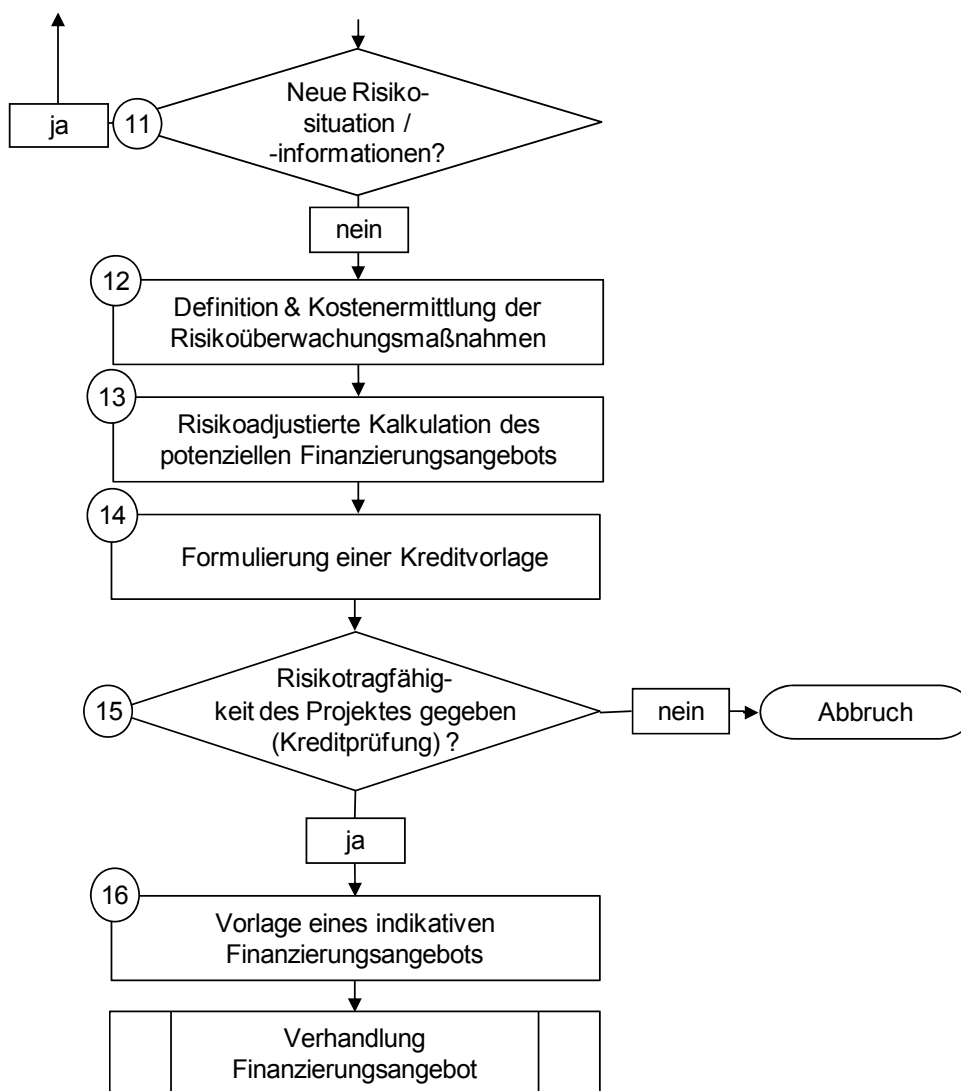 Neue Risiko-
situation /
-informationen?
ja
11
nein
12
Definition & Kostenermittlung der
Risikoüberwachungsmaßnahmen
13
Risikoadjustierte Kalkulation des
potenziellen Finanzierungsangebots
14
Formulierung einer Kreditvorlage
15
Risikotragfähig-
keit des Projektes gegeben
(Kreditprüfung) ?
nein
Abbruch
ja
16
Vorlage eines indikativen
Finanzierungsangebots
Verhandlung
Finanzierungsangebot